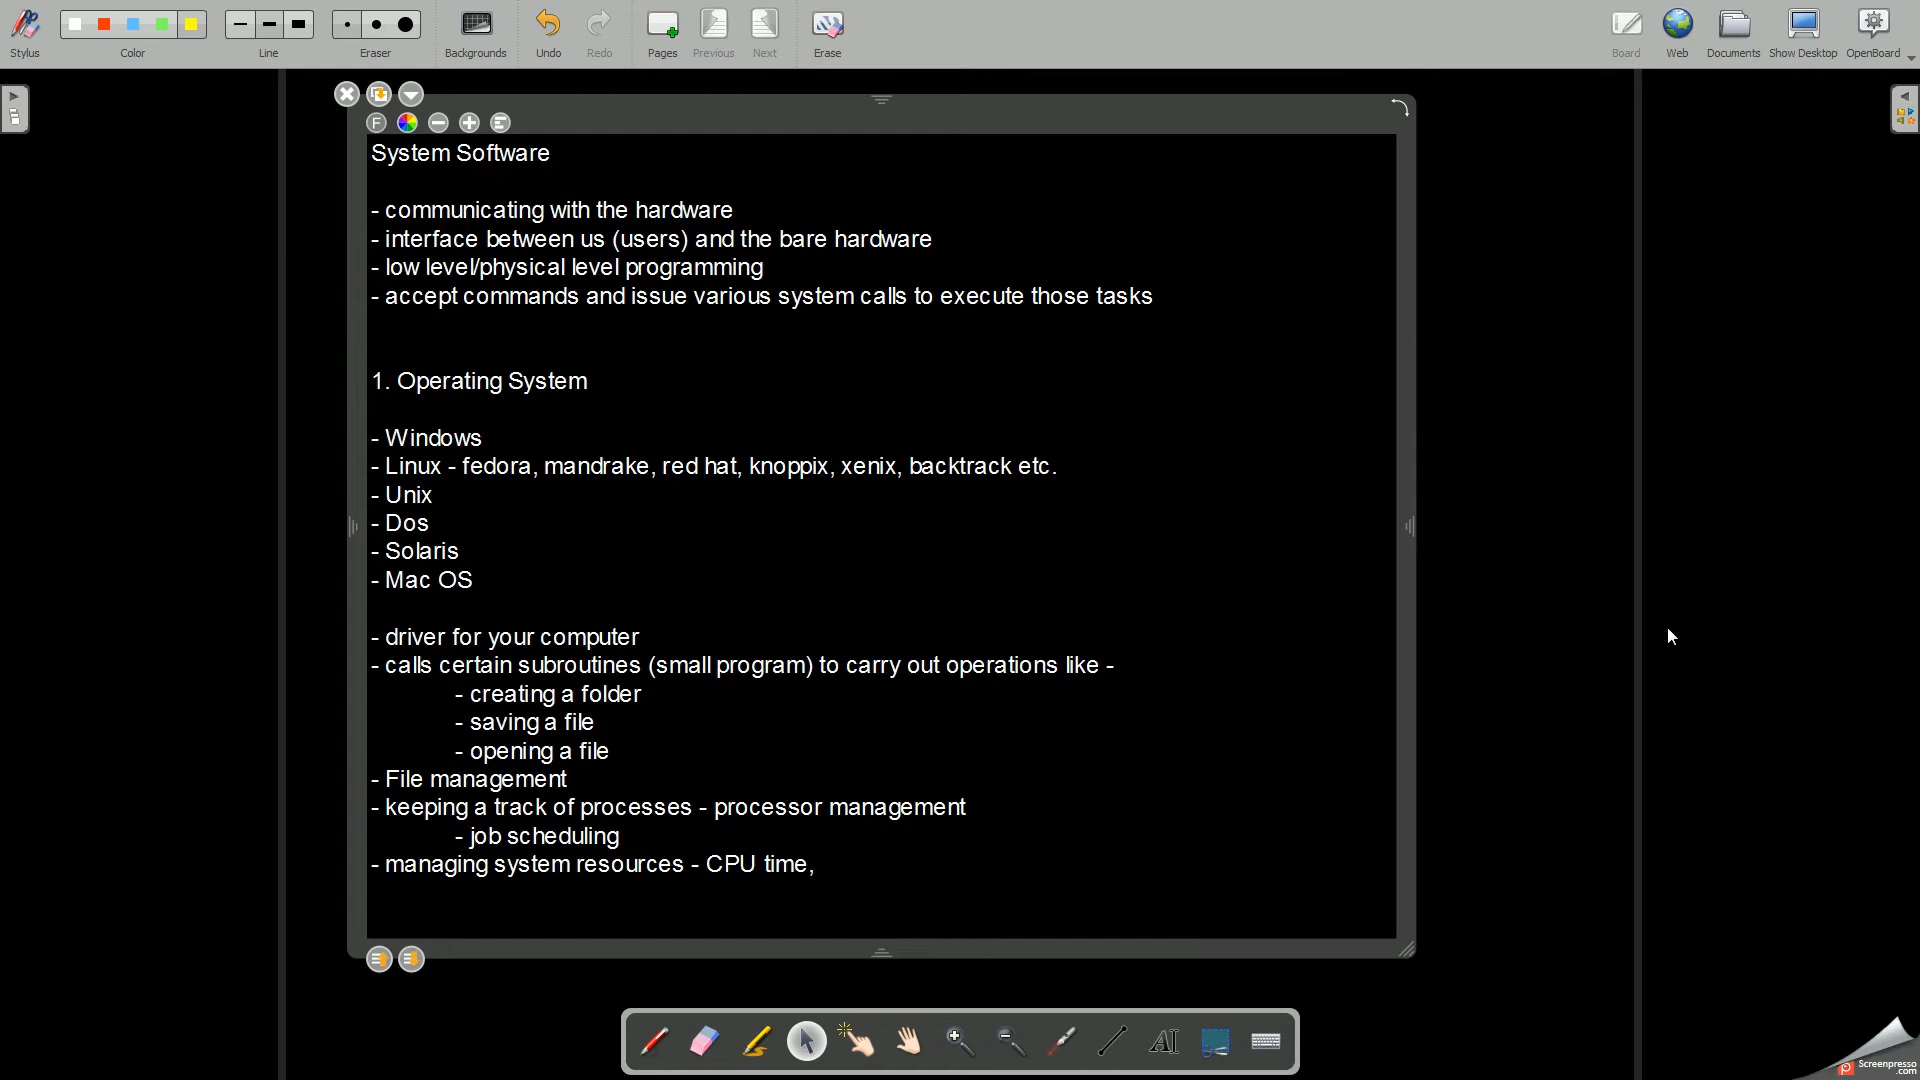 Stylus
Color
Line
Eraser
Backgrounds
Undo
Redo
Pages
Previous
Next
Erase
Board
Web
Documents
Show Desktop
OpenBoard
F
System Software
- communicating with the hardware
- interface between us (users) and the bare hardware
- low level/physical level programming
- accept commands and issue various system calls to execute those tasks
1. Operating System
- Windows
- Linux - fedora, mandrake, red hat, knoppix, xenix, backtrack etc.
- Unix
- Dos
- Solaris
- Mac OS
- driver for your computer
- calls certain subroutines (small program) to carry out operations like -
- creating a folder
- saving a file
- opening a file
- File management
- keeping a track of processes - processor management
- job scheduling
- managing system resources - CPU time,
AI
Screenpresso
.com